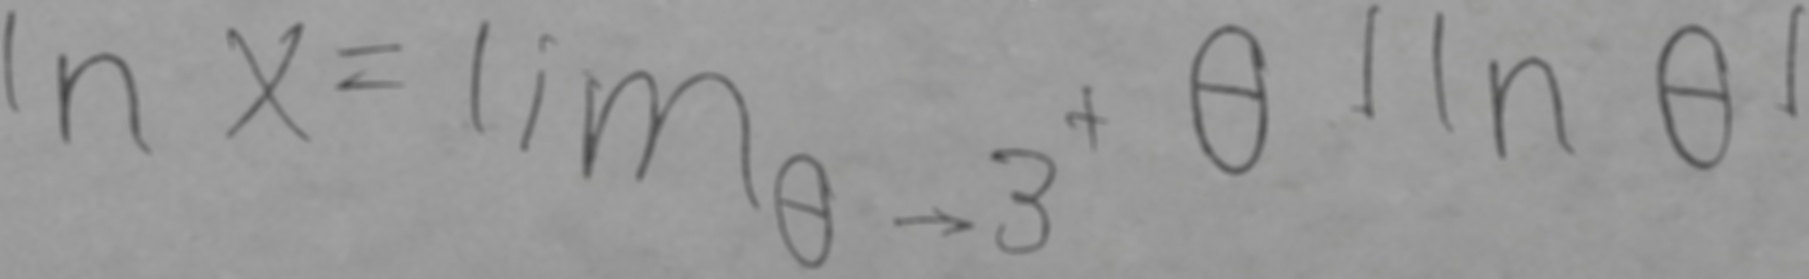 ln x = lim_{θ→3^+} θ |ln θ|